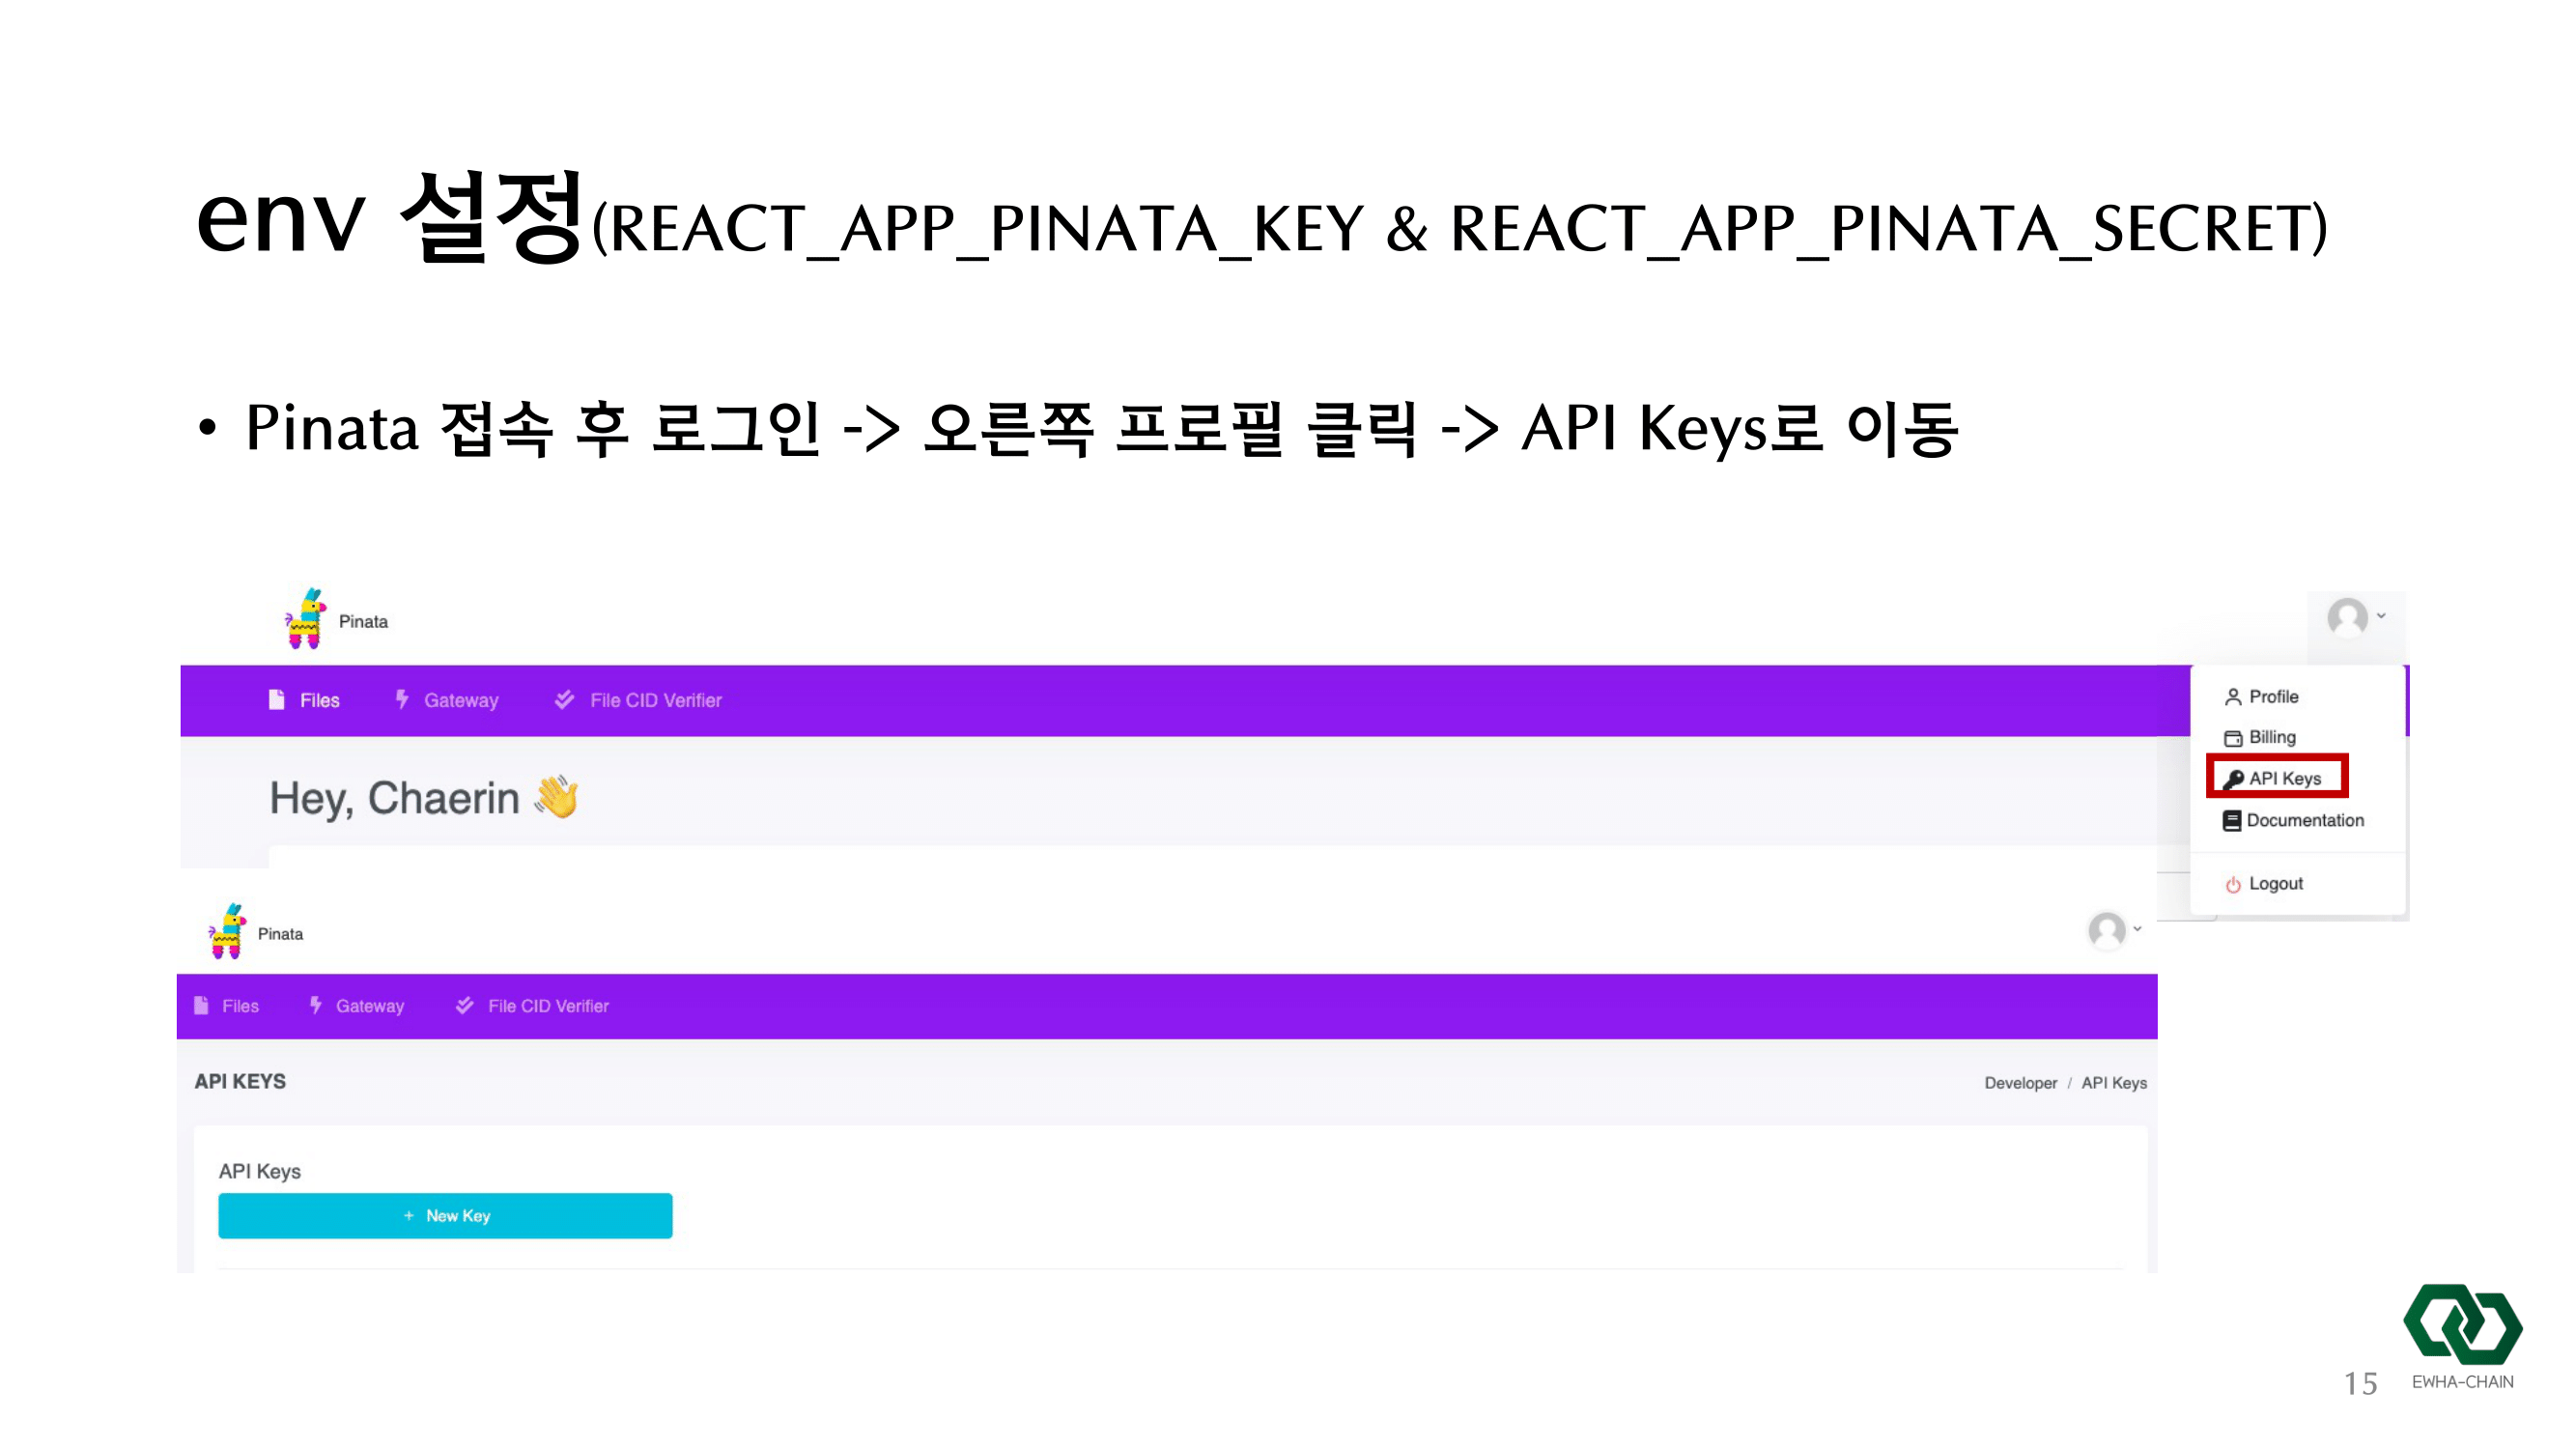 env 설정(REACT_APP_PINATA_KEY & REACT_APP_PINATA_SECRET)
• Pinata 접속 후 로그인 -> 오른쪽 프로필 클릭 -> API Keys로 이동
Pinata
Files Gateway File CID Verifier
Profile
Billing
API Keys
Documentation
Logout
Hey, Chaerin 👋
Pinata
Files Gateway File CID Verifier
API KEYS
Developer / API Keys
API Keys
+ New Key
15
EWHA-CHAIN